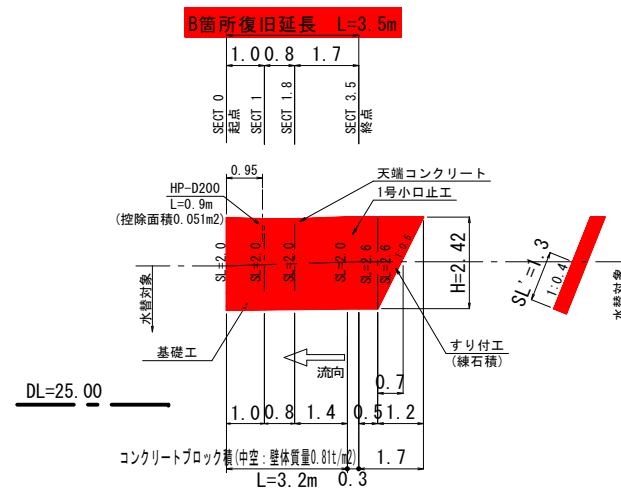 B箇所復旧延長 L=3.5m
1.0 0.8 1.7
SECT 0
起点
SECT 1
SECT 1.8
SECT 3.5
終点
0.95
天端コンクリート
HP-D200
L=0.9m
(控除面積0.051m2)
1号小口止工
SL=2.0
SL=2.0
SL=2.0
SL=2.0
SL=2.6
SL=2.6
1:0.6
H=2.42
SL'=1.3
1:0.4
水替対象
水替対象
基礎工
すり付工
(練石積)
流向
0.7
DL=25.00
1.0 0.8 1.4 0.5 1.2
コンクリートブロック積(中空：壁体質量0.81t/m2)
1.7
L=3.2m 0.3